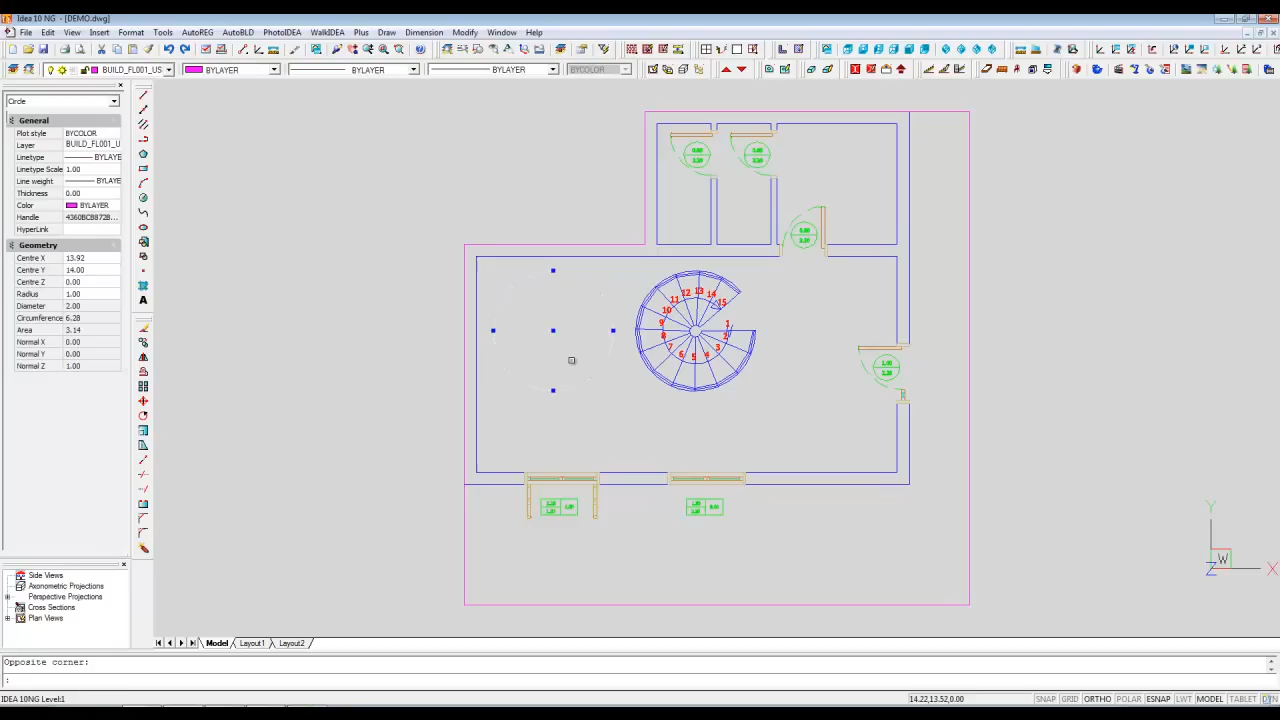 Idea 10 NG - [DEMO.dwg]
File Edit View Insert Format Tools AutoREG AutoBLD PhotoIDEA WalkIDEA Plus Draw Dimension Modify Window Help
BUILD_FL001_US BYLAYER BYLAYER BYLAYER BYCOLOR
Circle
General
Plot style BYCOLOR
Layer BUILD_FL001_U
Linetype BYLAYE
Linetype Scale 1.00
Line weight BYLAYE
Thickness 0.00
Color BYLAYER
Handle 4360BCB872B...
HyperLink
Geometry
Centre X 13.92
Centre Y 14.00
Centre Z 0.00
Radius 1.00
Diameter 2.00
Circumference 6.28
Area 3.14
Normal X 0.00
Normal Y 0.00
Normal Z 1.00
A
1
2
3
4
5
6
7
8
9
10
11
12
13
14
15
Y
W
Z X
Side Views
Axonometric Projections
Perspective Projections
Cross Sections
Plan Views
Model Layout1 Layout2
Opposite corner:
:
IDEA 10NG Level:1 14.22,13.52,0.00 SNAP GRID ORTHO POLAR ESNAP LWT MODEL TABLET DYN